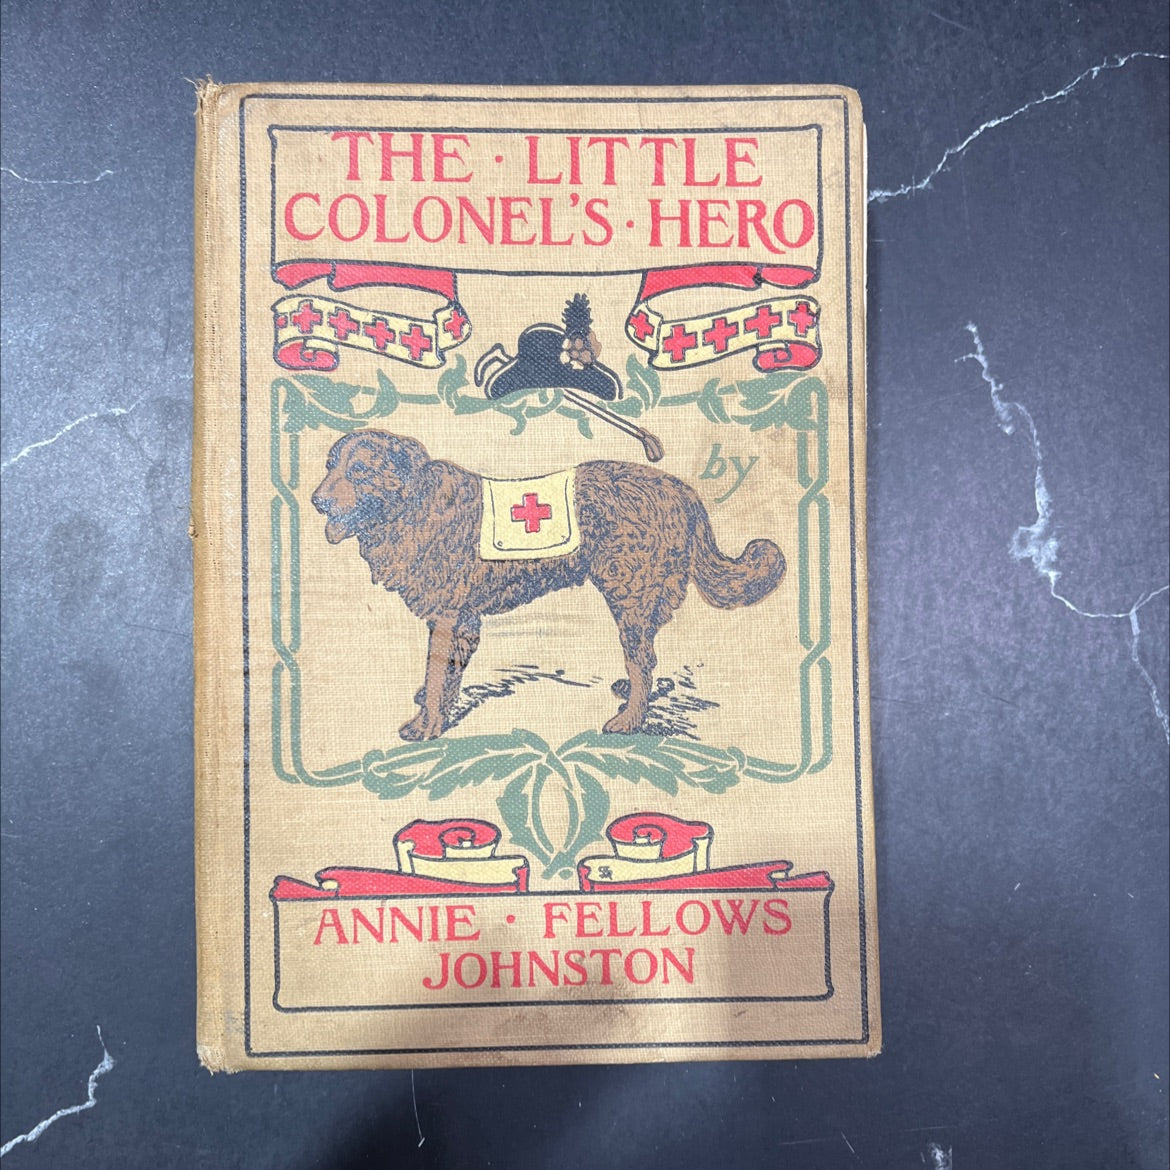 THE · LITTLE
COLONEL'S · HERO
by
ANNIE · FELLOWS
JOHNSTON